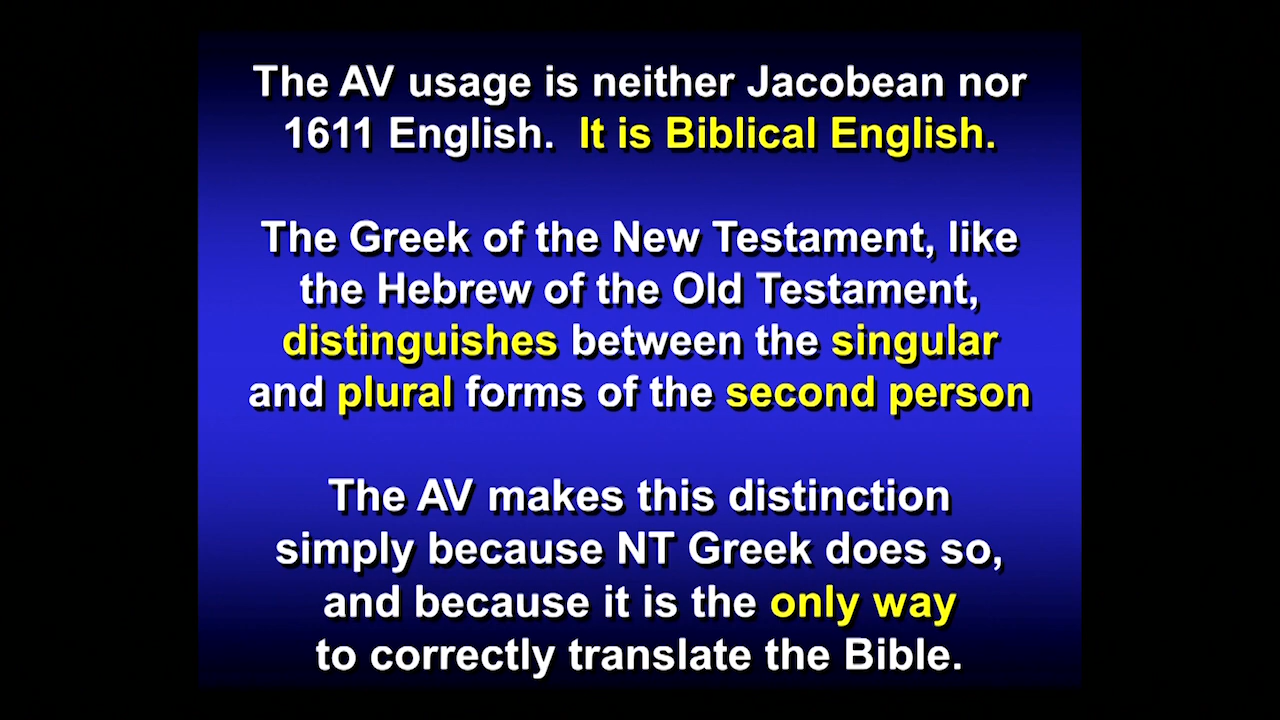 The AV usage is neither Jacobean nor
1611 English.  It is Biblical English.
The Greek of the New Testament, like
the Hebrew of the Old Testament,
distinguishes between the singular
and plural forms of the second person
The AV makes this distinction
simply because NT Greek does so,
and because it is the only way
to correctly translate the Bible.